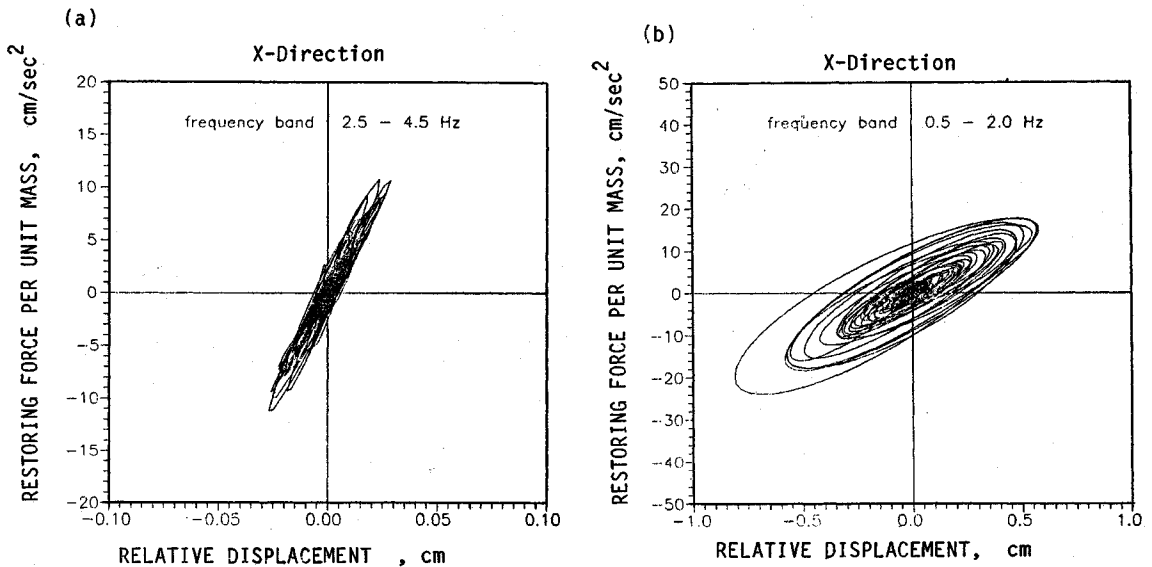 (a)
X-Direction
RESTORING FORCE PER UNIT MASS, cm/sec2
20
15
10
5
0
-5
-10
-15
-20
frequency band 2.5 - 4.5 Hz
-0.10 -0.05 0.00 0.05 0.10
RELATIVE DISPLACEMENT , cm
(b)
X-Direction
RESTORING FORCE PER UNIT MASS, cm/sec2
50
40
30
20
10
0
-10
-20
-30
-40
-50
frequency band 0.5 - 2.0 Hz
-1.0 -0.5 0.0 0.5 1.0
RELATIVE DISPLACEMENT, cm